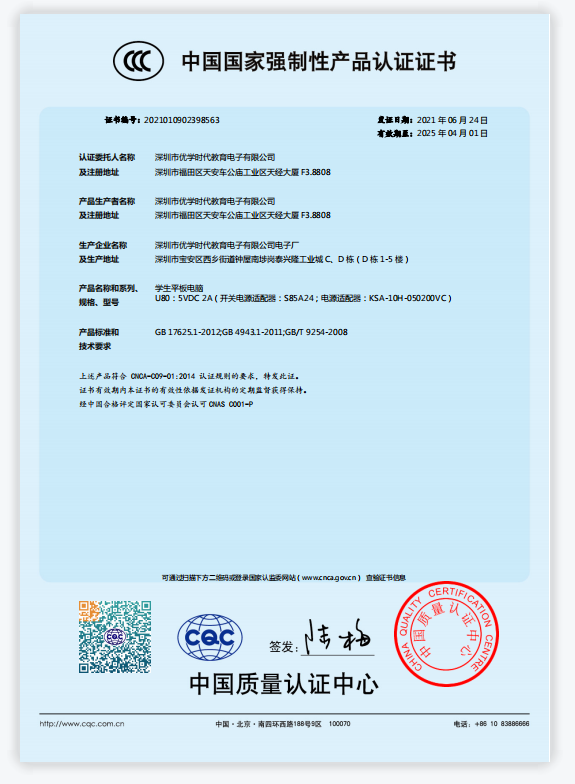 中国国家强制性产品认证证书
证书编号：2021010902398563
发证日期：2021 年 06 月 24 日
有效期至：2025 年 04 月 01 日
认证委托人名称 深圳市优学时代教育电子有限公司
及注册地址 深圳市福田区天安车公庙工业区天经大厦 F3.8808
产品生产者名称 深圳市优学时代教育电子有限公司
及注册地址 深圳市福田区天安车公庙工业区天经大厦 F3.8808
生产企业名称 深圳市优学时代教育电子有限公司电子厂
及生产地址 深圳市宝安区西乡街道钟屋南埗岗泰兴隆工业城 C、D 栋（D 栋 1-5 楼）
产品名称和系列、 学生平板电脑
规格、型号 U80：5VDC 2A（开关电源适配器：S85A24；电源适配器：KSA-10H-050200VC）
产品标准和 GB 17625.1-2012;GB 4943.1-2011;GB/T 9254-2008
技术要求
上述产品符合 CNCA-C09-01:2014 认证规则的要求，特发此证。
证书有效期内本证书的有效性依据发证机构的定期监督获得保持。
经中国合格评定国家认可委员会认可 CNAS C001-P
可通过扫描下方二维码或登录国家认监委网站（www.cnca.gov.cn） 查验证书信息
CQC
CQC
签发：陆梅
CHINA QUALITY CERTIFICATION CENTRE
中国质量认证中心
中国质量认证中心
http://www.cqc.com.cn
中国・北京・南四环西路188号9区 100070
电话：+86 10 83886666